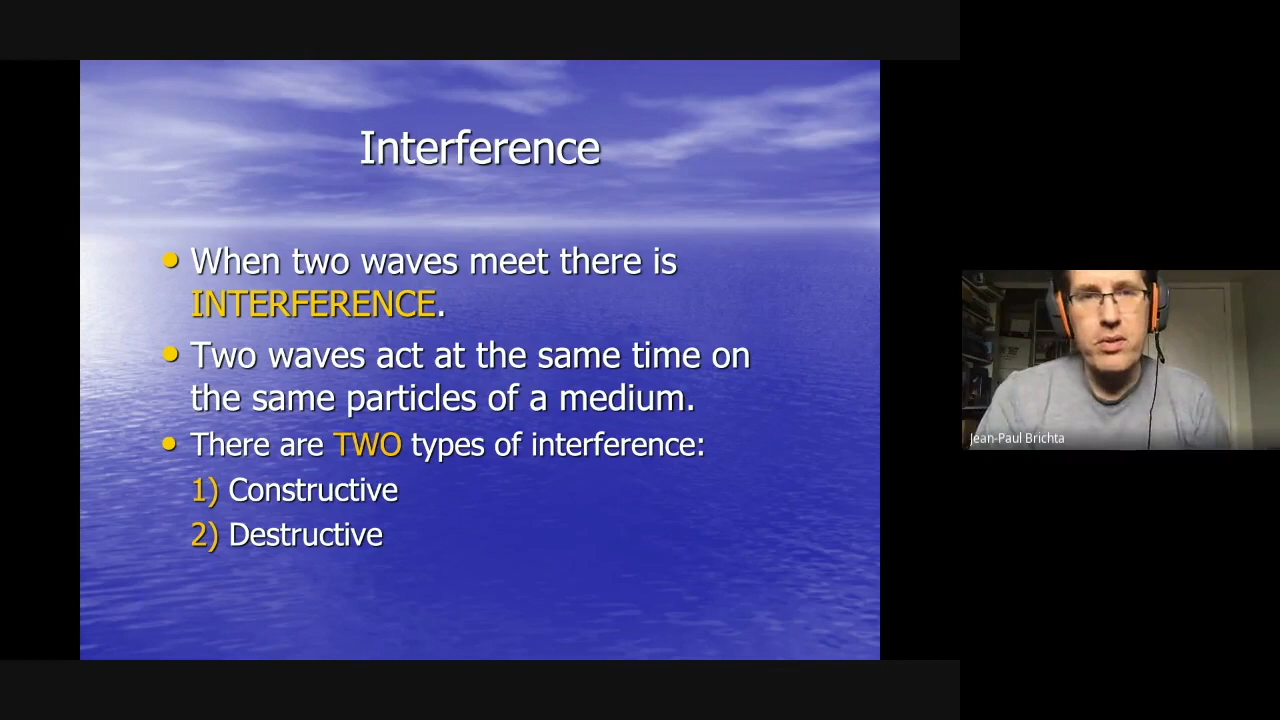 Interference
• When two waves meet there is
INTERFERENCE.
• Two waves act at the same time on
the same particles of a medium.
• There are TWO types of interference:
1) Constructive
2) Destructive
Jean-Paul Brichta